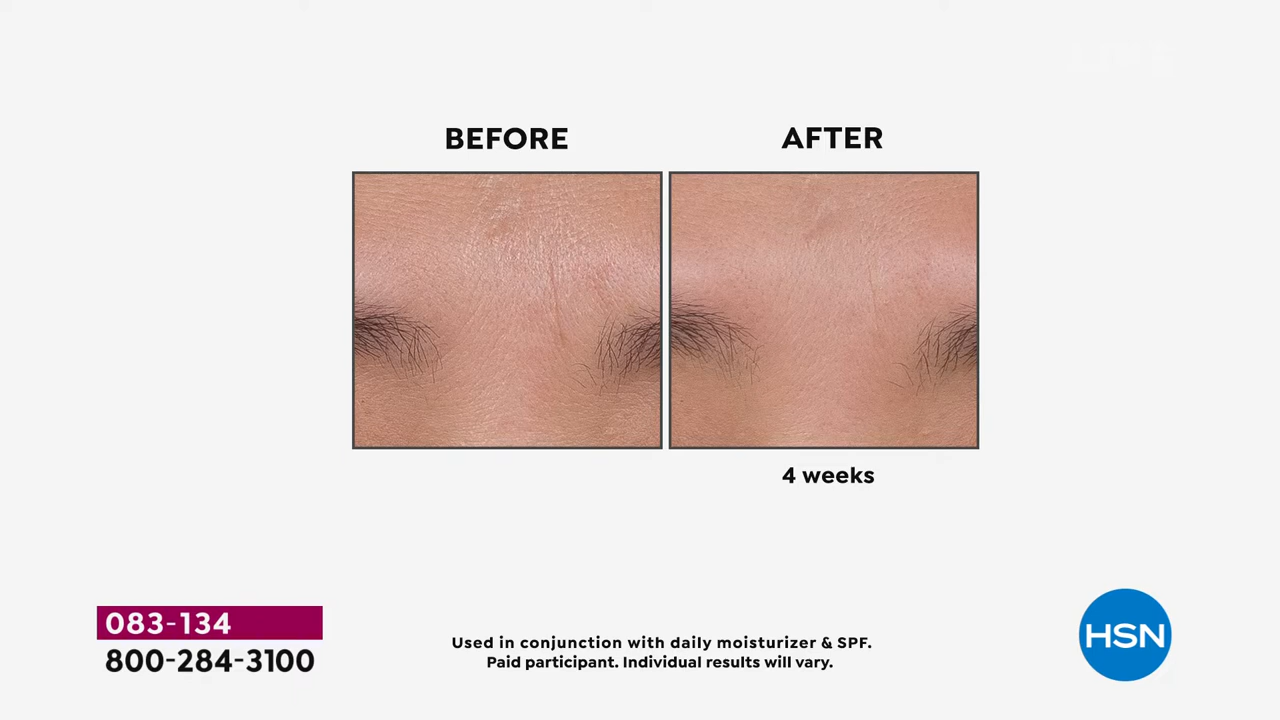 BEFORE
AFTER
4 weeks
083-134
800-284-3100
Used in conjunction with daily moisturizer & SPF.
Paid participant. Individual results will vary.
HSN